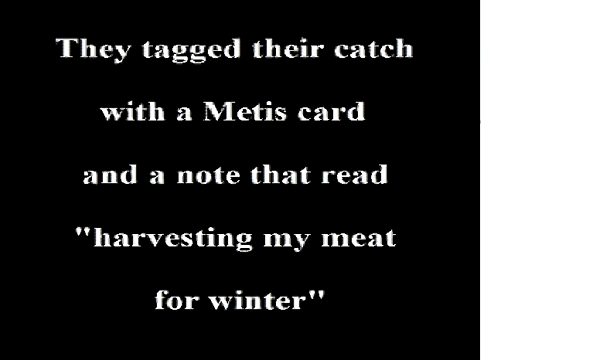 They tagged their catch
with a Metis card
and a note that read
"harvesting my meat
for winter"